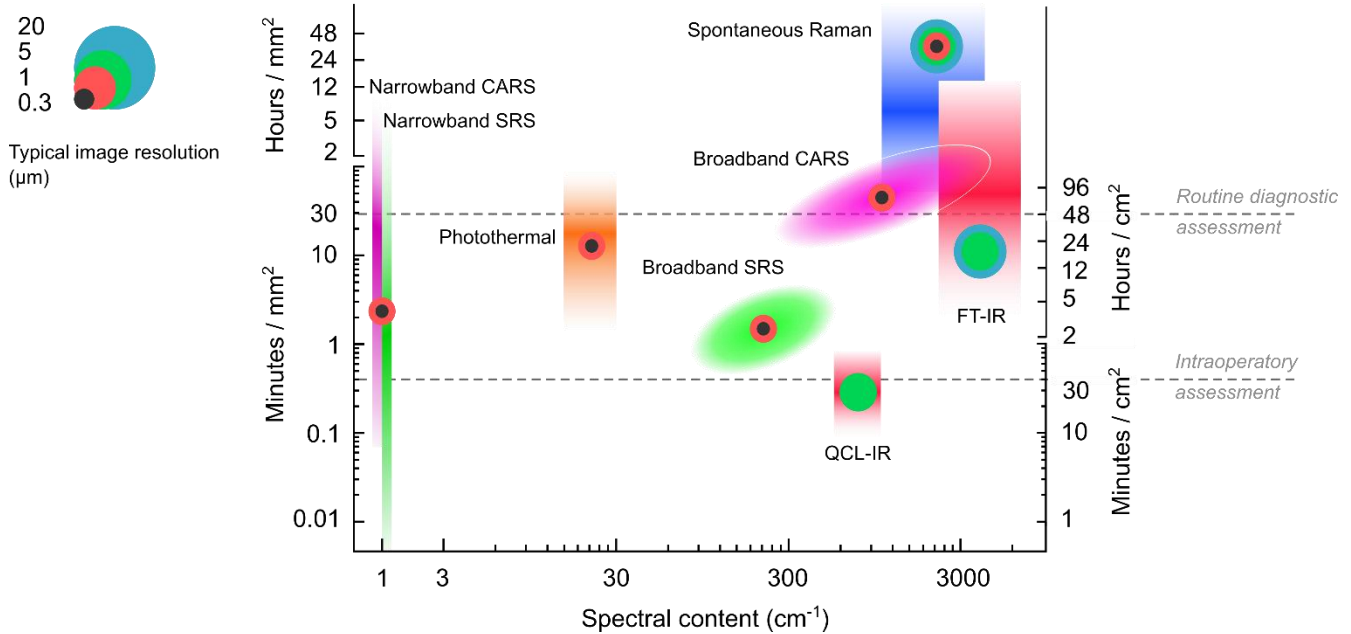 20
5
1
0.3
Typical image resolution
(µm)
Hours / mm²
48
24
12
5
2
Minutes / mm²
30
10
1
0.1
0.01
Narrowband CARS
Narrowband SRS
Photothermal
Spontaneous Raman
Broadband CARS
Broadband SRS
FT-IR
QCL-IR
96
48
24
12
5
2
Hours / cm²
30
10
1
Minutes / cm²
Routine diagnostic
assessment
Intraoperatory
assessment
1
3
30
300
3000
Spectral content (cm⁻¹)